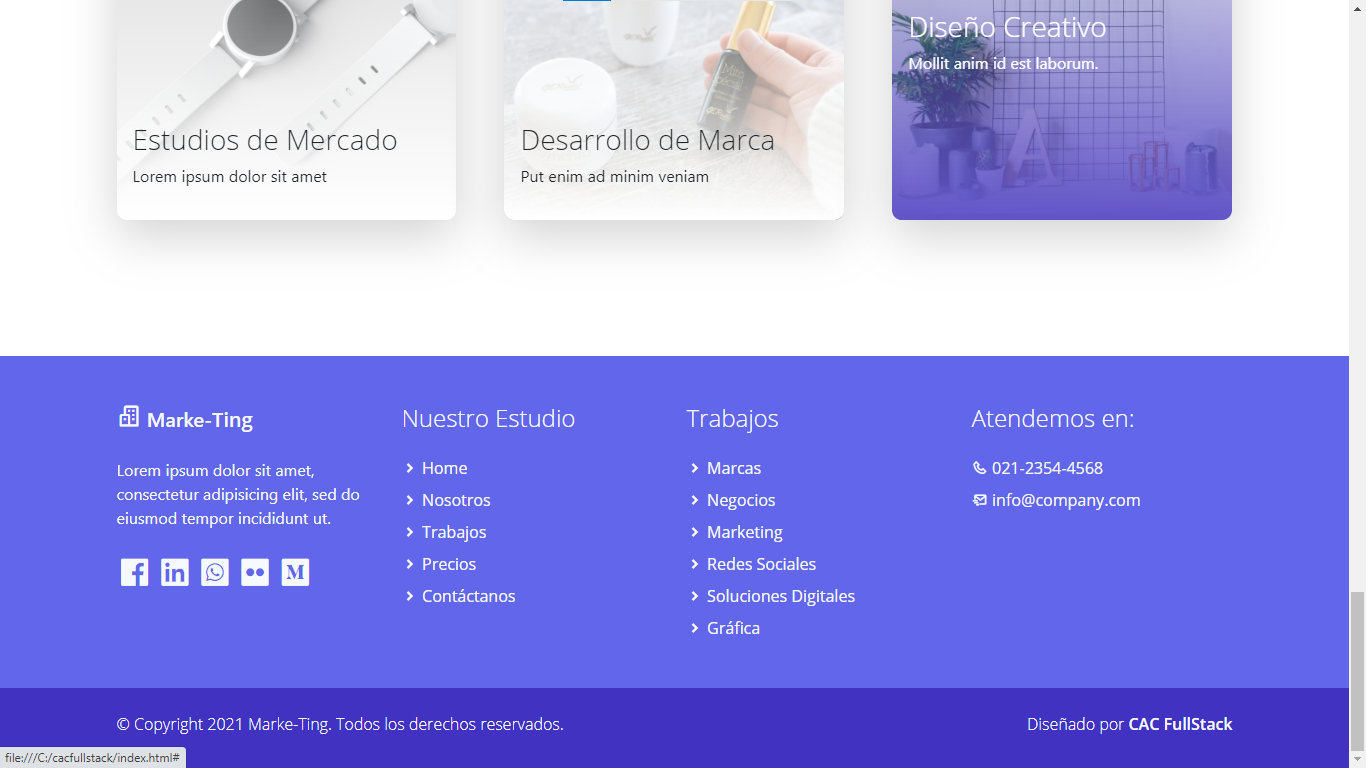 Diseño Creativo
Mollit anim id est laborum.
Estudios de Mercado
Lorem ipsum dolor sit amet
Desarrollo de Marca
Put enim ad minim veniam
Marke-Ting
Lorem ipsum dolor sit amet,
consectetur adipisicing elit, sed do
eiusmod tempor incididunt ut.
Nuestro Estudio
Home
Nosotros
Trabajos
Precios
Contáctanos
Trabajos
Marcas
Negocios
Marketing
Redes Sociales
Soluciones Digitales
Gráfica
Atendemos en:
021-2354-4568
info@company.com
© Copyright 2021 Marke-Ting. Todos los derechos reservados.
Diseñado por CAC FullStack
file:///C:/cacfullstack/index.html#